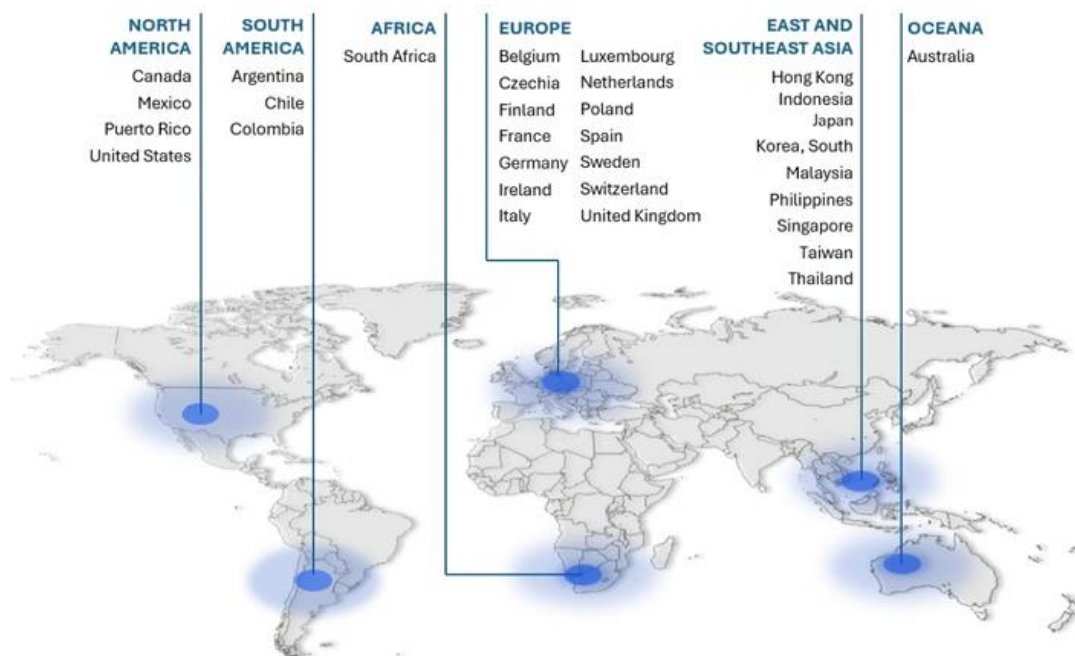 NORTH
AMERICA
Canada
Mexico
Puerto Rico
United States
SOUTH
AMERICA
Argentina
Chile
Colombia
AFRICA
South Africa
EUROPE
Belgium
Czechia
Finland
France
Germany
Ireland
Italy
Luxembourg
Netherlands
Poland
Spain
Sweden
Switzerland
United Kingdom
EAST AND
SOUTHEAST ASIA
Hong Kong
Indonesia
Japan
Korea, South
Malaysia
Philippines
Singapore
Taiwan
Thailand
OCEANA
Australia